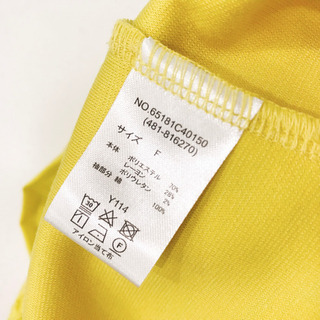 NO.65181C40150
(481-816270)
サイズ F
本体 ポリエステル 70%
レーヨン 28%
ポリウレタン 2%
袖部分 綿 100%
Y114
アイロン当て布